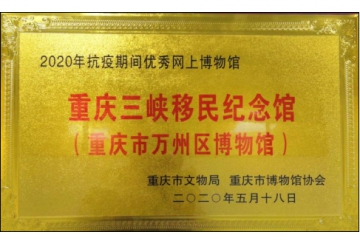 2020年抗疫期间优秀网上博物馆
重庆三峡移民纪念馆
（重庆市万州区博物馆）
重庆市文物局 重庆市博物馆协会
二〇二〇年五月十八日